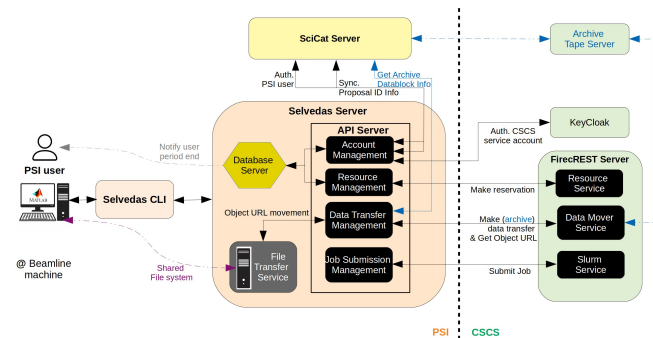 SciCat Server
Archive
Tape Server
Auth.
PSI user
Sync.
Proposal ID Info
Get Archive
Datablock Info
Selvedas Server
API Server
KeyCloak
Notify user
period end
Database
Server
Account
Management
Auth. CSCS
service account
PSI user
FirecREST Server
MATLAB
Selvedas CLI
Resource
Management
Make reservation
Resource
Service
Object URL movement
Data Transfer
Management
Make (archive)
data transfer
& Get Object URL
Data Mover
Service
@ Beamline
machine
Shared
File system
File
Transfer
Service
Job Submission
Management
Submit Job
Slurm
Service
PSI
CSCS